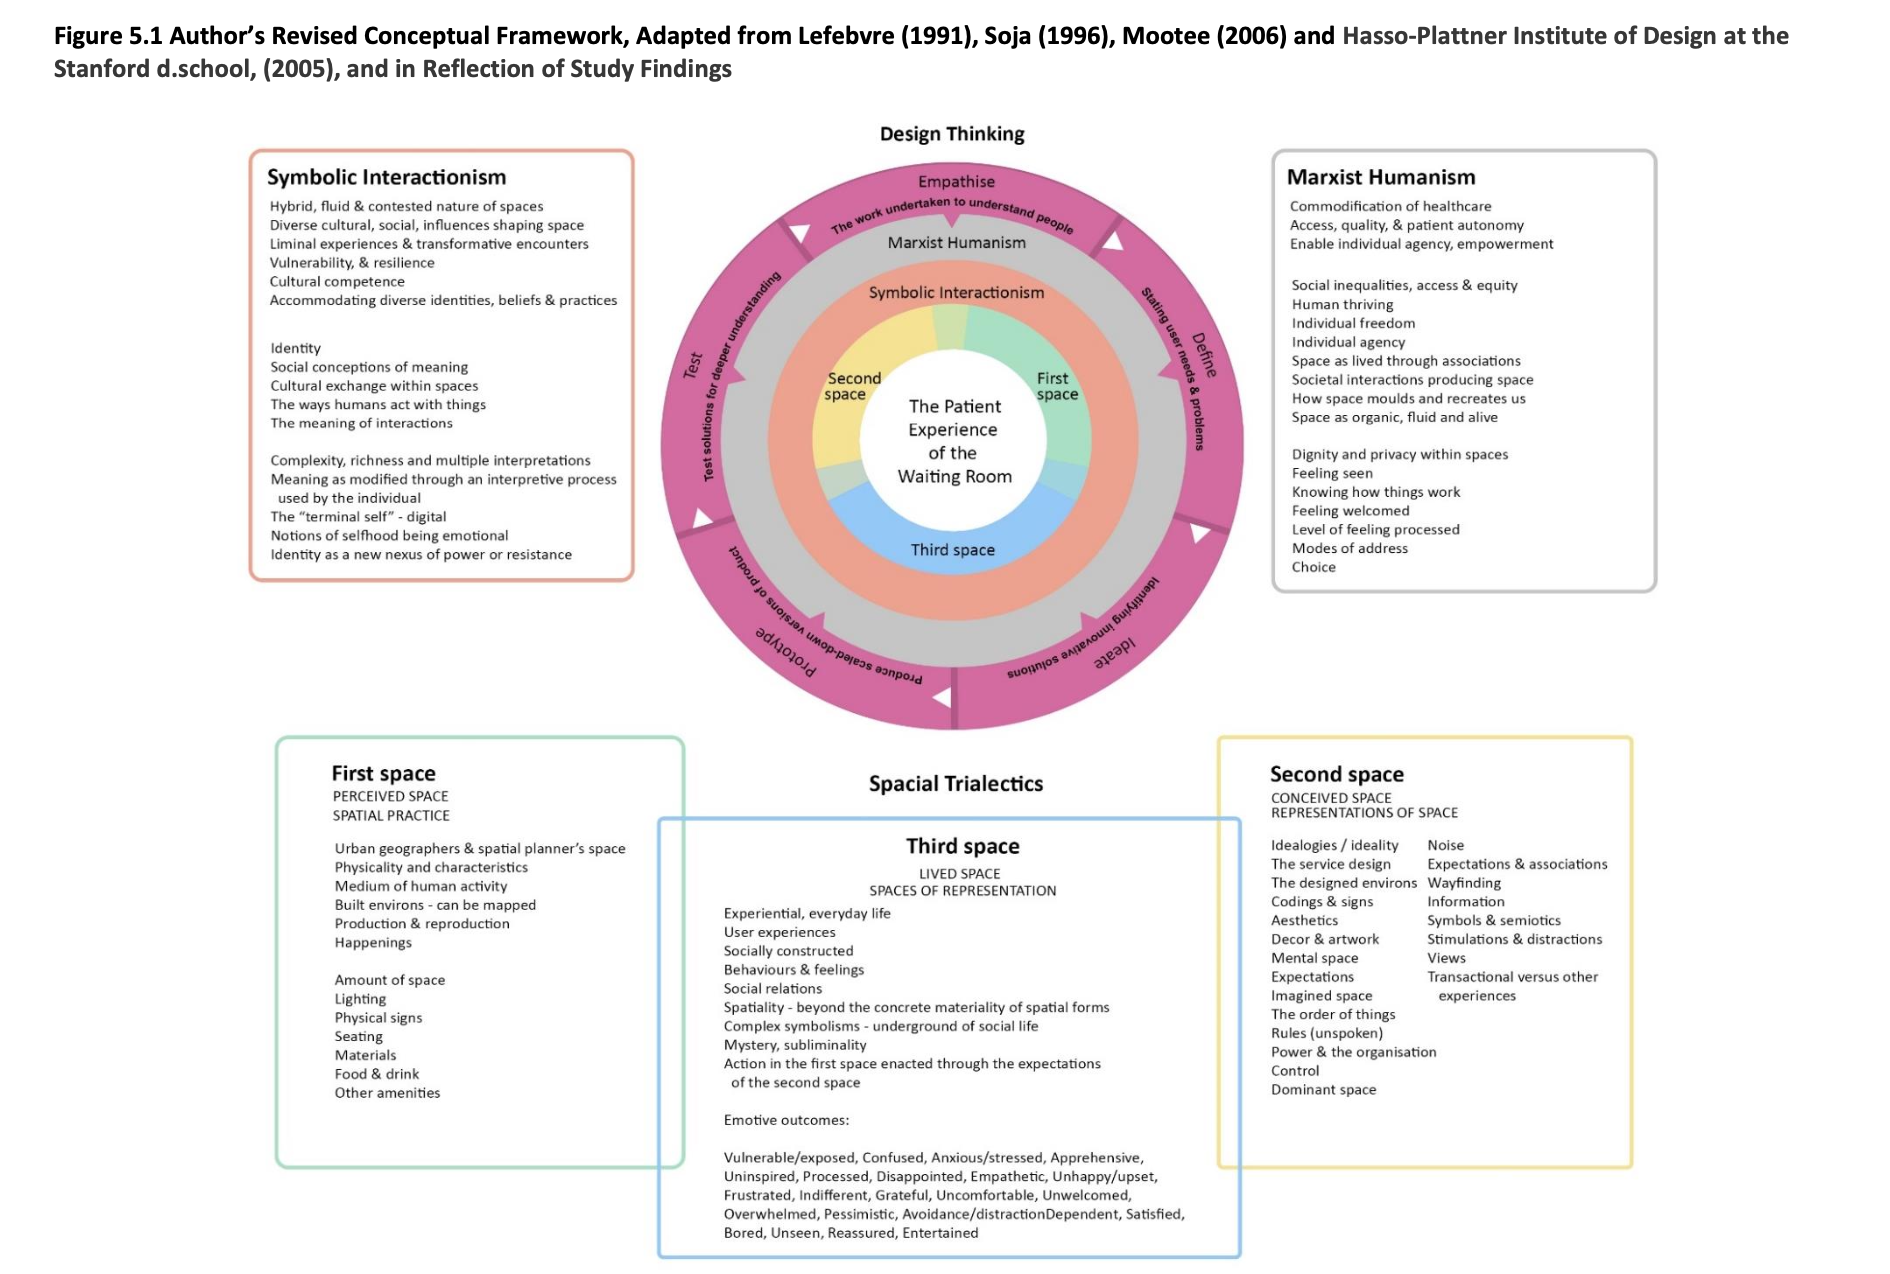 Figure 5.1 Author's Revised Conceptual Framework, Adapted from Lefebvre (1991), Soja (1996), Mootee (2006) and Hasso-Plattner Institute of Design at the
Stanford d.school, (2005), and in Reflection of Study Findings
Design Thinking
Symbolic Interactionism
Hybrid, fluid & contested nature of spaces
Diverse cultural, social, influences shaping space
Liminal experiences & transformative encounters
Vulnerability, & resilience
Cultural competence
Accommodating diverse identities, beliefs & practices
Identity
Social conceptions of meaning
Cultural exchange within spaces
The ways humans act with things
The meaning of interactions
Complexity, richness and multiple interpretations
Meaning as modified through an interpretive process
used by the individual
The “terminal self” - digital
Notions of selfhood being emotional
Identity as a new nexus of power or resistance
Empathise
The work undertaken to understand people
Define
Stating user needs & problems
Ideate
Identifying innovative solutions
Prototype
Produce scaled-down versions of product
Test
Test solutions for deeper understanding
Marxist Humanism
Symbolic Interactionism
Second
space
First
space
Third space
The Patient
Experience
of the
Waiting Room
Marxist Humanism
Commodification of healthcare
Access, quality, & patient autonomy
Enable individual agency, empowerment
Social inequalities, access & equity
Human thriving
Individual freedom
Individual agency
Space as lived through associations
Societal interactions producing space
How space moulds and recreates us
Space as organic, fluid and alive
Dignity and privacy within spaces
Feeling seen
Knowing how things work
Feeling welcomed
Level of feeling processed
Modes of address
Choice
Spacial Trialectics
First space
PERCEIVED SPACE
SPATIAL PRACTICE
Urban geographers & spatial planner's space
Physicality and characteristics
Medium of human activity
Built environs - can be mapped
Production & reproduction
Happenings
Amount of space
Lighting
Physical signs
Seating
Materials
Food & drink
Other amenities
Third space
LIVED SPACE
SPACES OF REPRESENTATION
Experiential, everyday life
User experiences
Socially constructed
Behaviours & feelings
Social relations
Spatiality - beyond the concrete materiality of spatial forms
Complex symbolisms - underground of social life
Mystery, subliminality
Action in the first space enacted through the expectations
of the second space
Emotive outcomes:
Vulnerable/exposed, Confused, Anxious/stressed, Apprehensive,
Uninspired, Processed, Disappointed, Empathetic, Unhappy/upset,
Frustrated, Indifferent, Grateful, Uncomfortable, Unwelcomed,
Overwhelmed, Pessimistic, Avoidance/distractionDependent, Satisfied,
Bored, Unseen, Reassured, Entertained
Second space
CONCEIVED SPACE
REPRESENTATIONS OF SPACE
Idealogies / ideality
The service design
The designed environs
Codings & signs
Aesthetics
Decor & artwork
Mental space
Expectations
Imagined space
The order of things
Rules (unspoken)
Power & the organisation
Control
Dominant space
Noise
Expectations & associations
Wayfinding
Information
Symbols & semiotics
Stimulations & distractions
Views
Transactional versus other
experiences